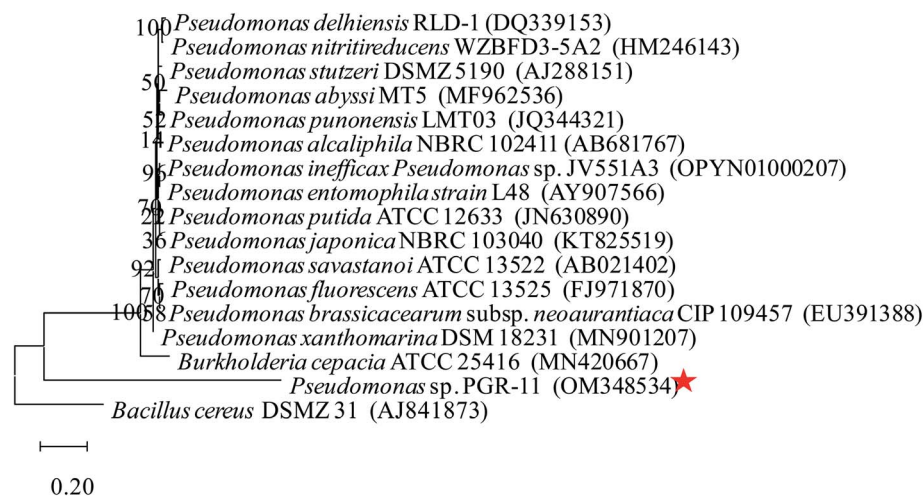 100 Pseudomonas delhiensis RLD-1 (DQ339153)
Pseudomonas nitritireducens WZBFD3-5A2 (HM246143)
Pseudomonas stutzeri DSMZ 5190 (AJ288151)
50 Pseudomonas abyssi MT5 (MF962536)
52 Pseudomonas punonensis LMT03 (JQ344321)
14 Pseudomonas alcaliphila NBRC 102411 (AB681767)
96 Pseudomonas inefficax Pseudomonas sp. JV551A3 (OPYN01000207)
Pseudomonas entomophila strain L48 (AY907566)
22 Pseudomonas putida ATCC 12633 (JN630890)
36 Pseudomonas japonica NBRC 103040 (KT825519)
92 Pseudomonas savastanoi ATCC 13522 (AB021402)
70 Pseudomonas fluorescens ATCC 13525 (FJ971870)
100 58 Pseudomonas brassicacearum subsp. neoaurantiaca CIP 109457 (EU391388)
Pseudomonas xanthomarina DSM 18231 (MN901207)
Burkholderia cepacia ATCC 25416 (MN420667)
Pseudomonas sp. PGR-11 (OM348534)
Bacillus cereus DSMZ 31 (AJ841873)
0.20